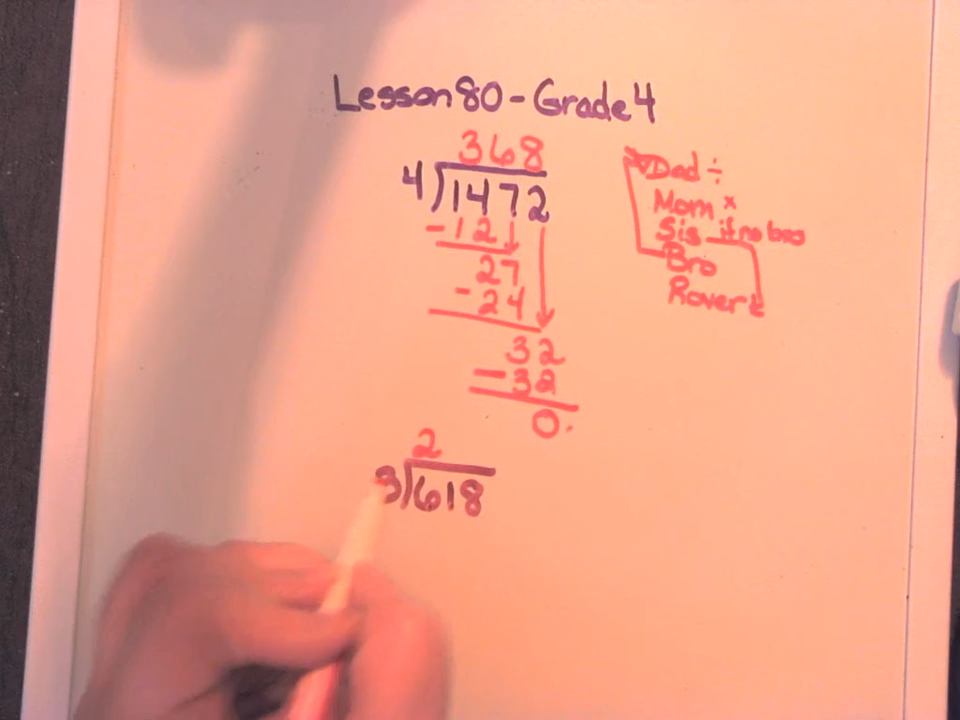 Lesson 80 - Grade 4
368
4)1472
-12
27
-24
32
-32
0.
Dad ÷
Mom x
Sis if no bro
Bro
Rover
2
3)618